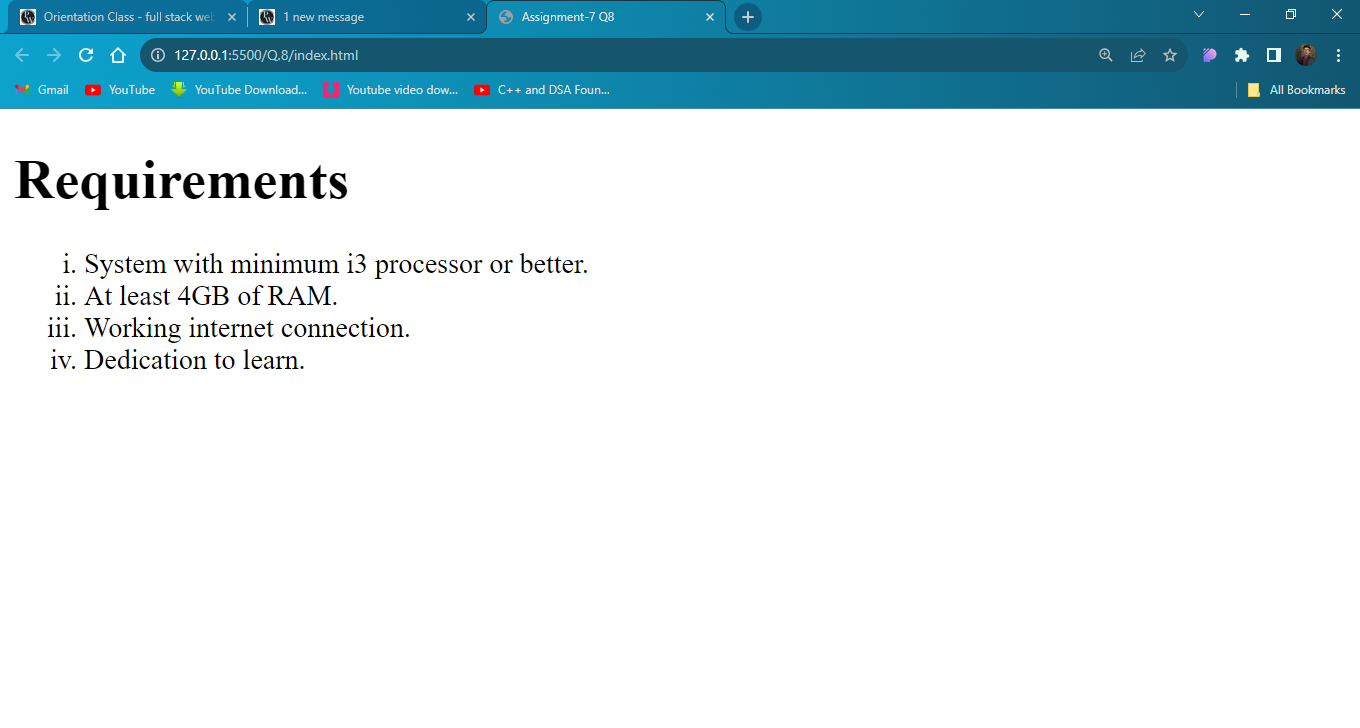 Orientation Class - full stack we
1 new message
Assignment-7 Q8
127.0.0.1:5500/Q.8/index.html
Gmail YouTube YouTube Download... Youtube video dow... C++ and DSA Foun... All Bookmarks
Requirements
i. System with minimum i3 processor or better.
ii. At least 4GB of RAM.
iii. Working internet connection.
iv. Dedication to learn.